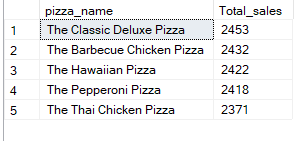 pizza_name Total_sales
1 The Classic Deluxe Pizza 2453
2 The Barbecue Chicken Pizza 2432
3 The Hawaiian Pizza 2422
4 The Pepperoni Pizza 2418
5 The Thai Chicken Pizza 2371